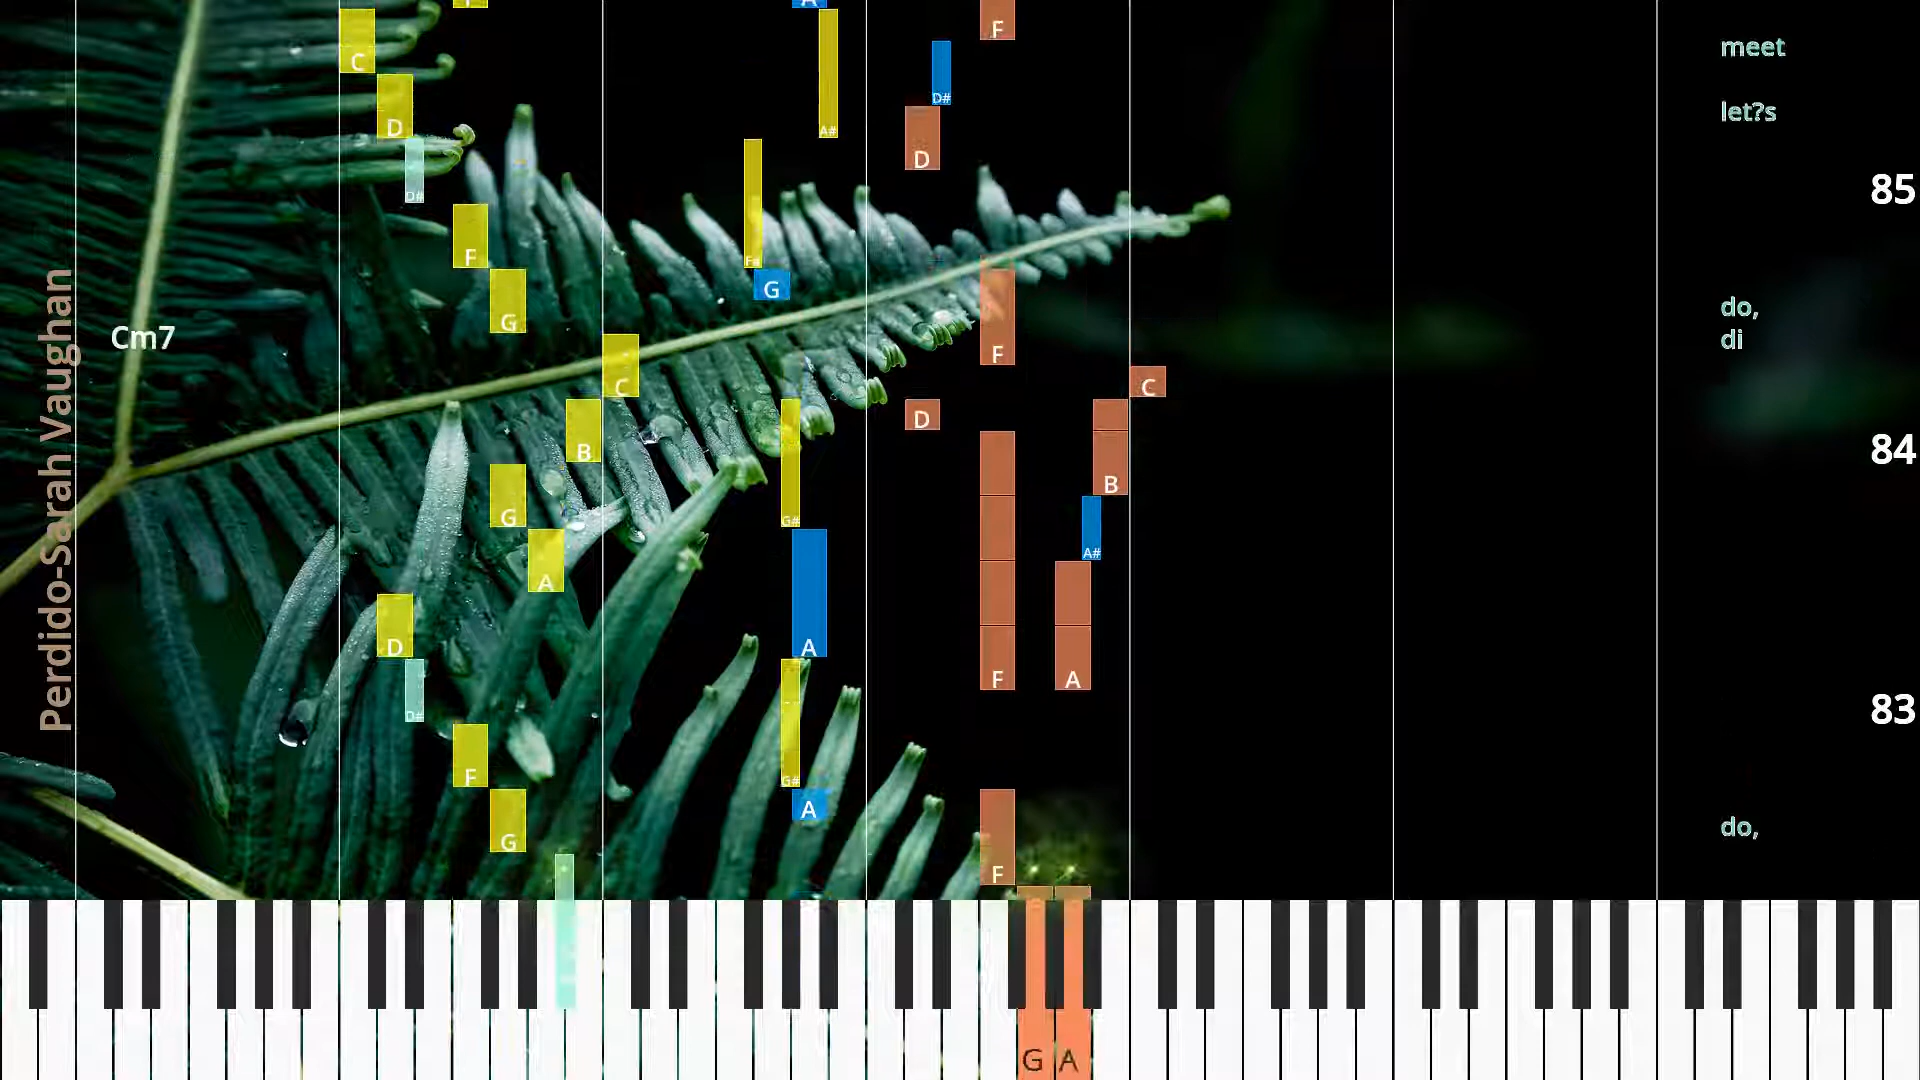 F
A
F
C
meet
D#
D
let?s
D
A#
D
D#
85
F
F#
Perdido-Sarah Vaughan
G
do,
G
Cm7
di
F
C
C
D
84
B
B
G
G#
A#
A
D
A
F
A
D#
83
F
G#
A
do,
G
F
G A